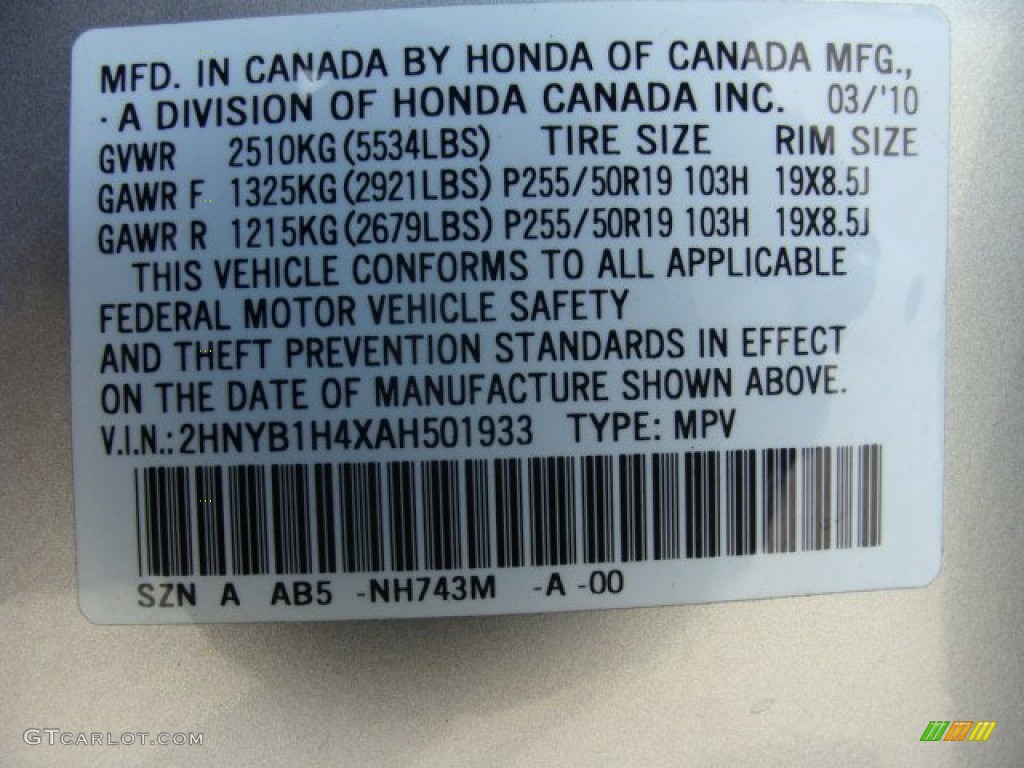 MFD. IN CANADA BY HONDA OF CANADA MFG.,
· A DIVISION OF HONDA CANADA INC. 03/'10
GVWR 2510KG (5534LBS) TIRE SIZE RIM SIZE
GAWR F 1325KG (2921LBS) P255/50R19 103H 19X8.5J
GAWR R 1215KG (2679LBS) P255/50R19 103H 19X8.5J
THIS VEHICLE CONFORMS TO ALL APPLICABLE
FEDERAL MOTOR VEHICLE SAFETY
AND THEFT PREVENTION STANDARDS IN EFFECT
ON THE DATE OF MANUFACTURE SHOWN ABOVE.
V.I.N.: 2HNYB1H4XAH501933 TYPE: MPV
SZN A AB5 -NH743M -A -00
GTCARLOT.COM